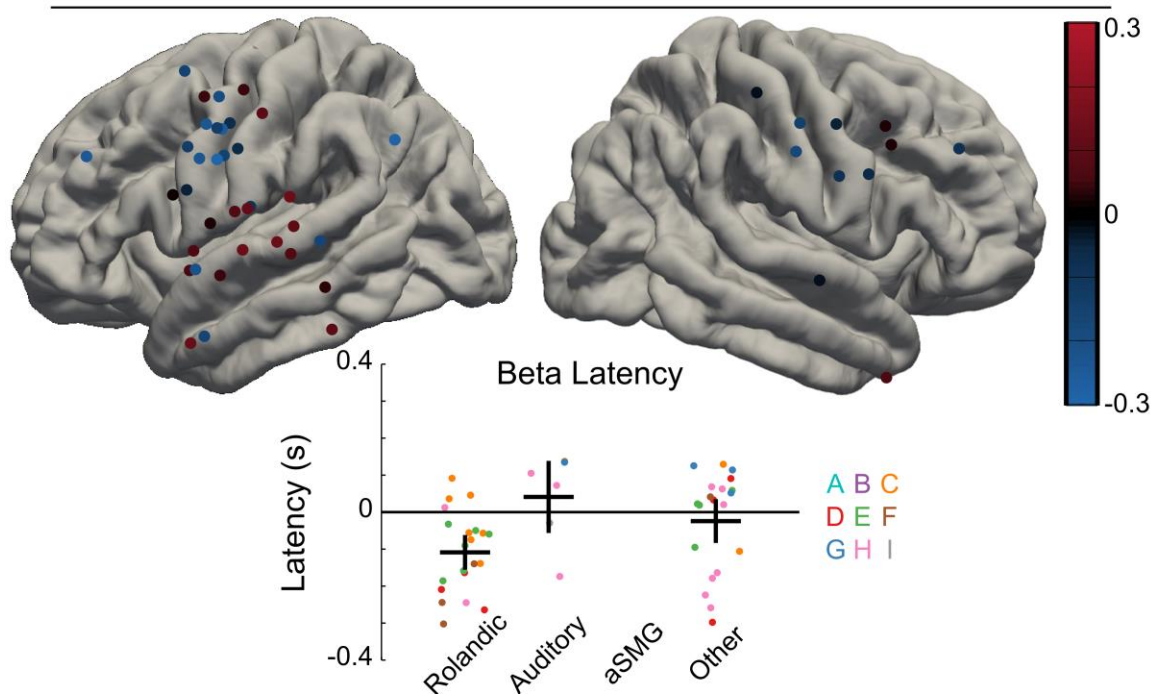 0.3
0
-0.3
Beta Latency
Latency (s)
0.4
0
-0.4
Rolandic
Auditory
aSMG
Other
A B C
D E F
G H I